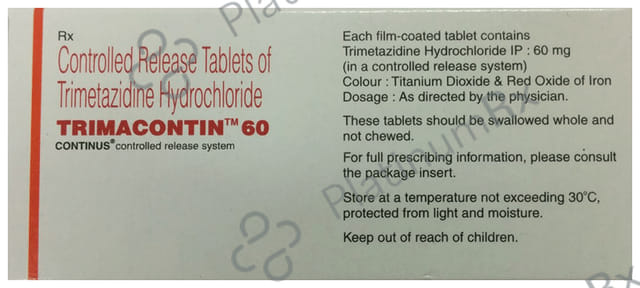 Rx
Controlled Release Tablets of
Trimetazidine Hydrochloride
TRIMACONTIN™ 60
CONTINUS® controlled release system
Each film-coated tablet contains
Trimetazidine Hydrochloride IP : 60 mg
(in a controlled release system)
Colour : Titanium Dioxide & Red Oxide of Iron
Dosage : As directed by the physician.
These tablets should be swallowed whole and
not chewed.
For full prescribing information, please consult
the package insert.
Store at a temperature not exceeding 30°C,
protected from light and moisture.
Keep out of reach of children.
PlatinumRx